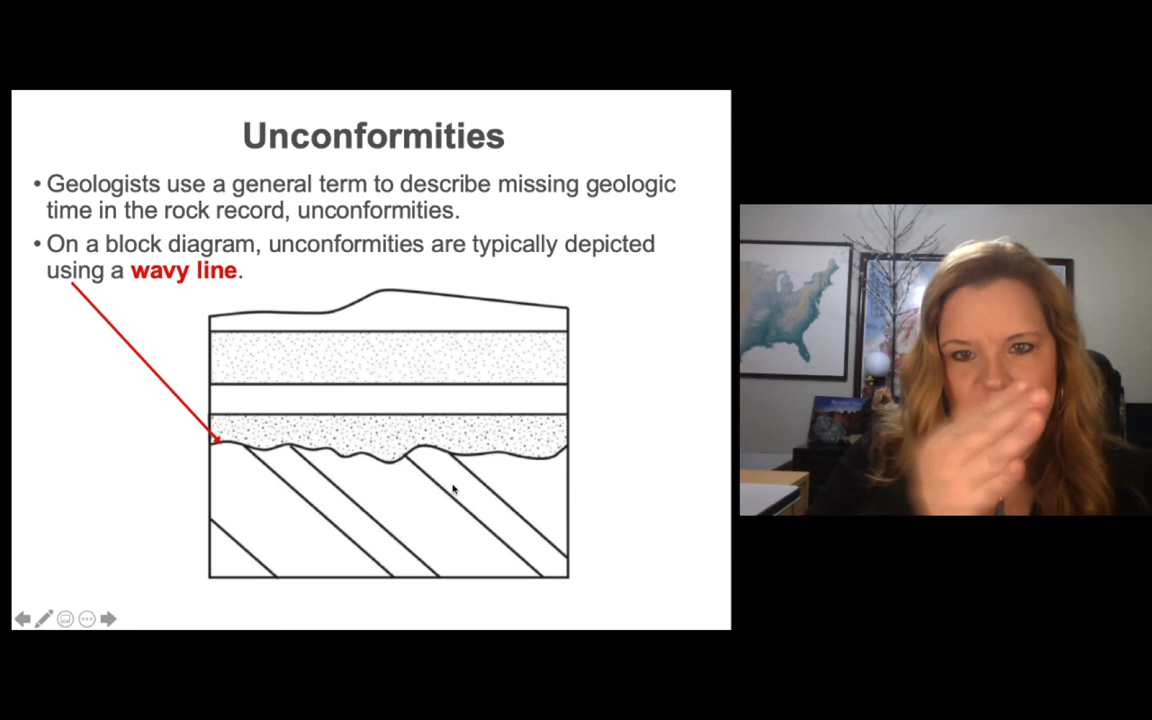 Unconformities
• Geologists use a general term to describe missing geologic
time in the rock record, unconformities.
• On a block diagram, unconformities are typically depicted
using a wavy line.